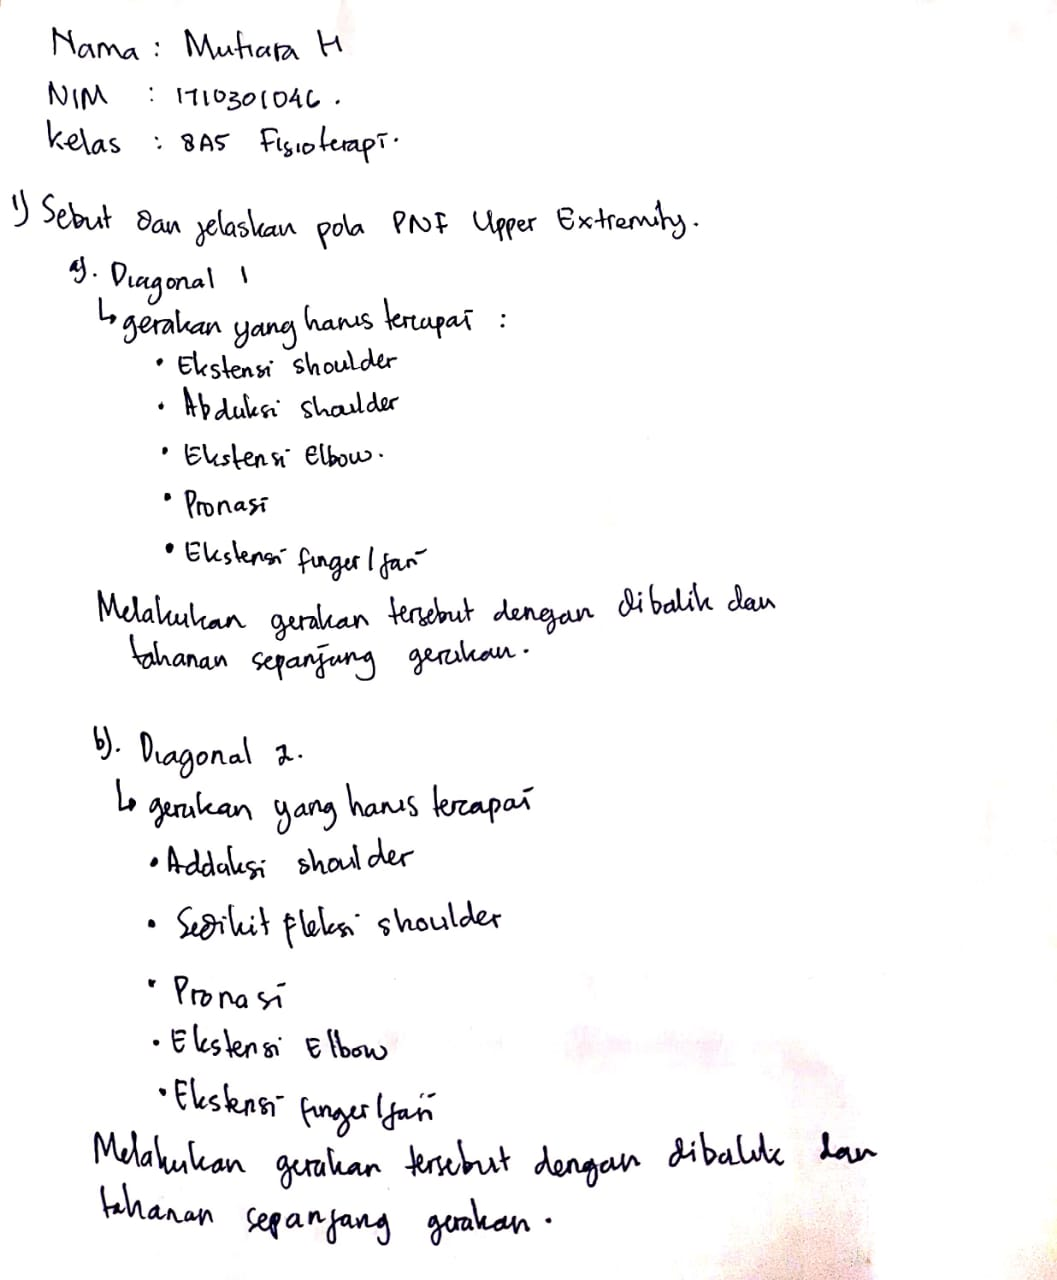 Nama : Mutiara H
NIM : 1710301046.
Kelas : 8A5 Fisioterapi.
1) Sebut dan jelaskan pola PNF Upper Extremity.
a). Diagonal 1
↳ gerakan yang harus tercapai :
• Ekstensi shoulder
• Abduksi shoulder
• Ekstensi elbow.
• Pronasi
• Ekstensi finger/jari
Melakukan gerakan tersebut dengan dibalik dan
tahanan sepanjang gerakan.
b). Diagonal 2.
↳ gerakan yang harus tercapai
• Adduksi shoulder
• Sedikit fleksi shoulder
• Pronasi
• Ekstensi Elbow
• Ekstensi finger/jari
Melakukan gerakan tersebut dengan dibalik dan
tahanan sepanjang gerakan.